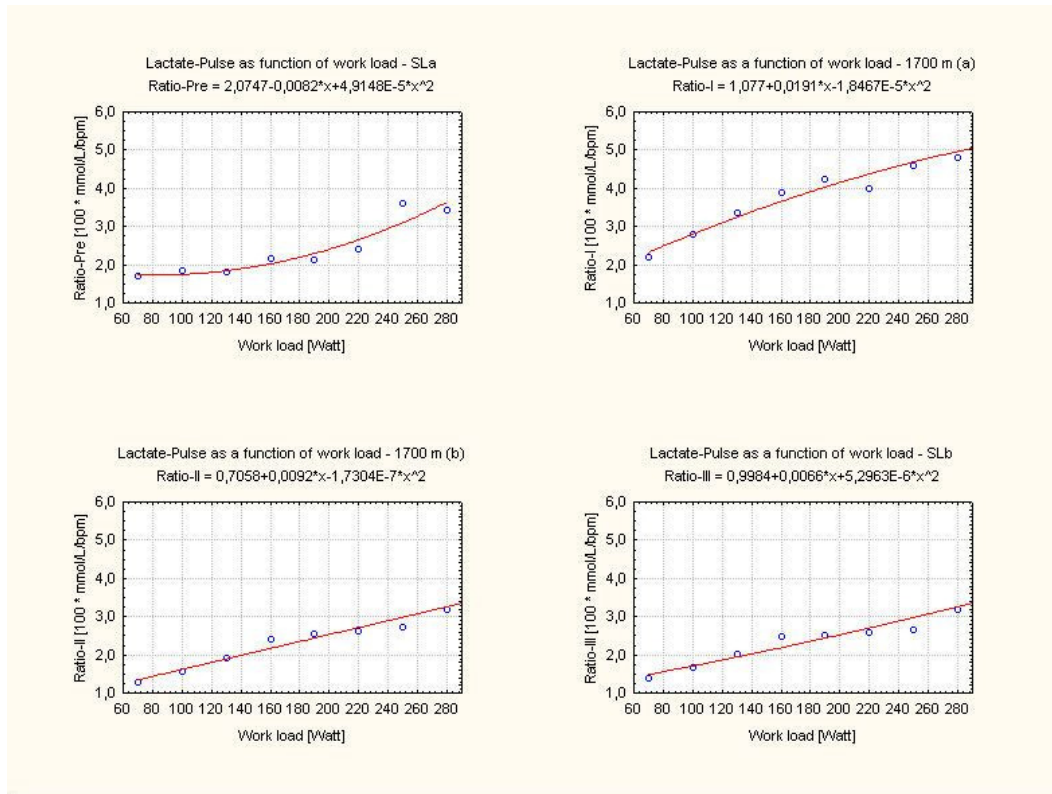 Lactate-Pulse as function of work load - SLa
Ratio-Pre = 2,0747-0,0082*x+4,9148E-5*x^2
Ratio-Pre [100 * mmol/L/bpm]
6,0
5,0
4,0
3,0
2,0
1,0
60 80 100 120 140 160 180 200 220 240 260 280
Work load [Watt]
Lactate-Pulse as a function of work load - 1700 m (a)
Ratio-I = 1,077+0,0191*x-1,8467E-5*x^2
Ratio-I [100 * mmol/L/bpm]
6,0
5,0
4,0
3,0
2,0
1,0
60 80 100 120 140 160 180 200 220 240 260 280
Work load [Watt]
Lactate-Pulse as a function of work load - 1700 m (b)
Ratio-II = 0,7058+0,0092*x-1,7304E-7*x^2
Ratio-II [100 * mmol/L/bpm]
6,0
5,0
4,0
3,0
2,0
1,0
60 80 100 120 140 160 180 200 220 240 260 280
Work load [Watt]
Lactate-Pulse as a function of work load - SLb
Ratio-III = 0,9984+0,0066*x+5,2963E-6*x^2
Ratio-III [100 * mmol/L/bpm]
6,0
5,0
4,0
3,0
2,0
1,0
60 80 100 120 140 160 180 200 220 240 260 280
Work load [Watt]